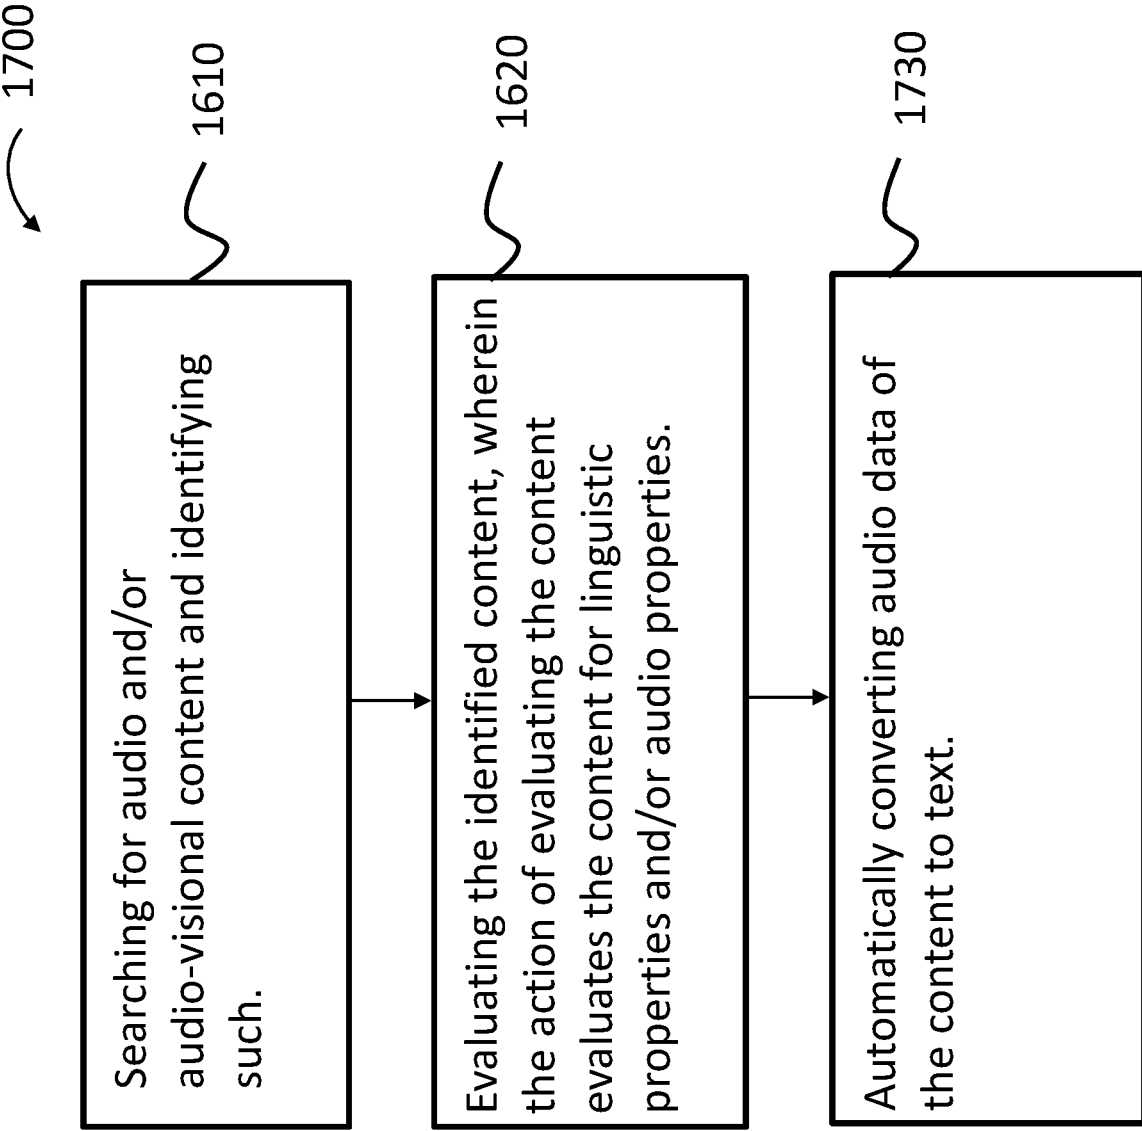 1700
1610
Searching for audio and/or
audio-visional content and identifying
such.
1620
Evaluating the identified content, wherein
the action of evaluating the content
evaluates the content for linguistic
properties and/or audio properties.
1730
Automatically converting audio data of
the content to text.